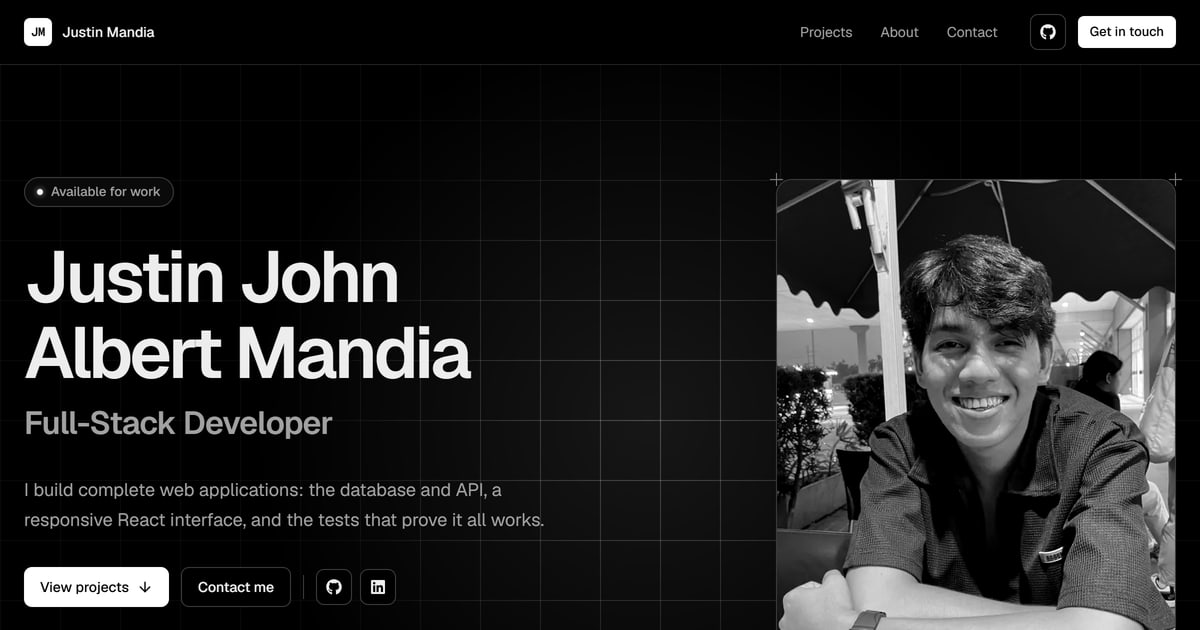 JM
Justin Mandia
Projects
About
Contact
Get in touch
Available for work
Justin John
Albert Mandia
Full-Stack Developer
I build complete web applications: the database and API, a
responsive React interface, and the tests that prove it all works.
View projects ↓
Contact me